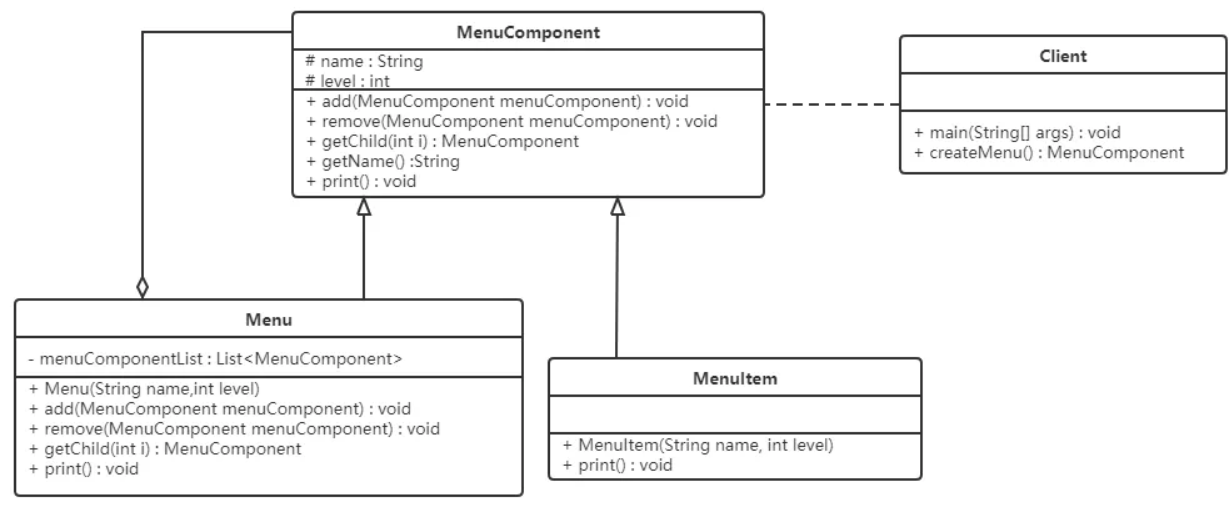 MenuComponent
# name : String
# level : int
+ add(MenuComponent menuComponent) : void
+ remove(MenuComponent menuComponent) : void
+ getChild(int i) : MenuComponent
+ getName() :String
+ print() : void
Client
+ main(String[] args) : void
+ createMenu() : MenuComponent
Menu
- menuComponentList : List<MenuComponent>
+ Menu(String name,int level)
+ add(MenuComponent menuComponent) : void
+ remove(MenuComponent menuComponent) : void
+ getChild(int i) : MenuComponent
+ print() : void
MenuItem
+ MenuItem(String name, int level)
+ print() : void